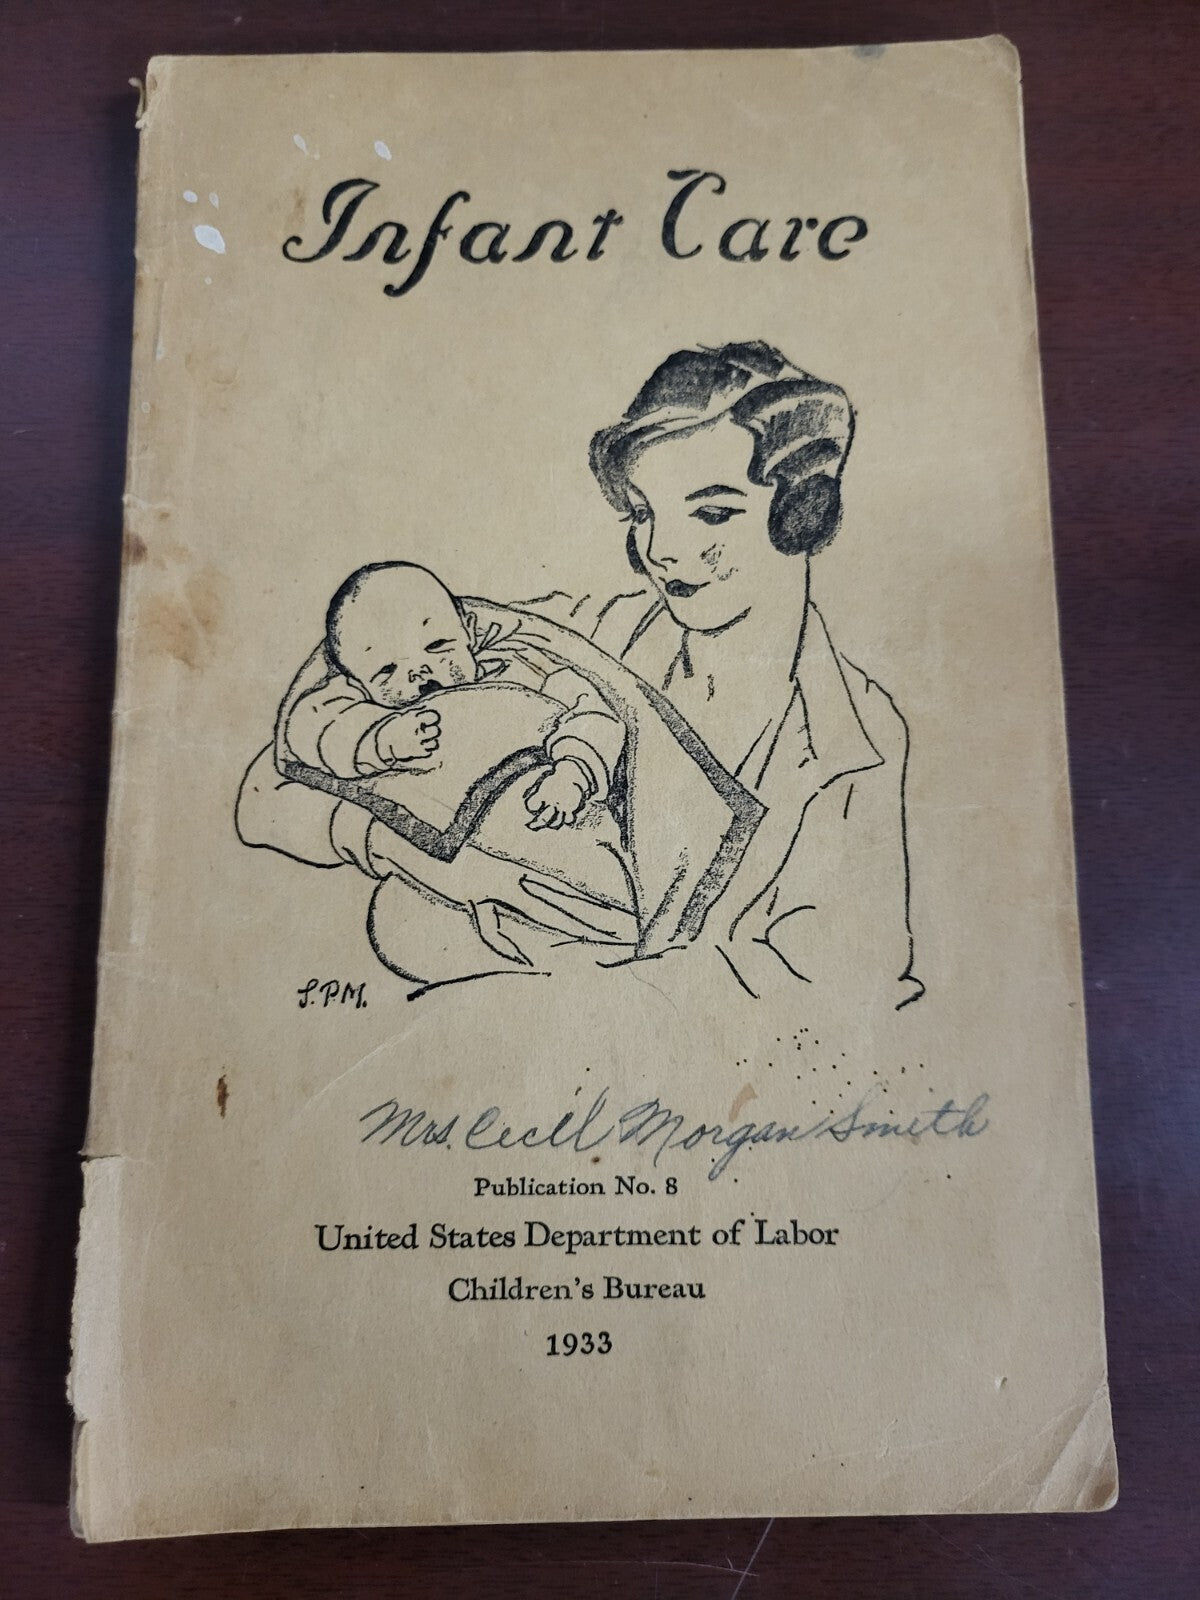 Infant Care
S.P.M.
Mrs. Cecil Morgan Smith
Publication No. 8
United States Department of Labor
Children's Bureau
1933